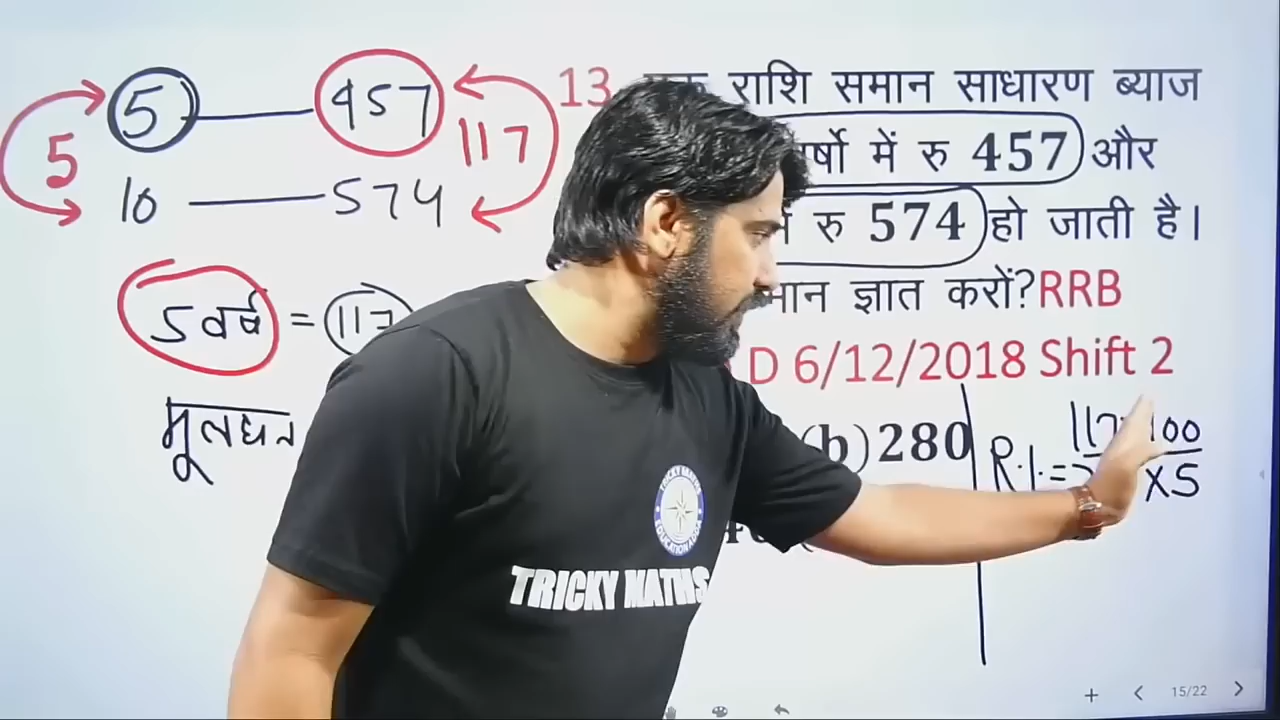 5 — 457
5
117
10 — 574
5 वर्ष = 117
मूलधन
13 राशि समान साधारण ब्याज
में रु 457 और
रु 574 हो जाती है।
ज्ञात करों? RRB
D 6/12/2018 Shift 2
(b) 280
R.%= 117×100
×5
TRICKY MATHS
15/22